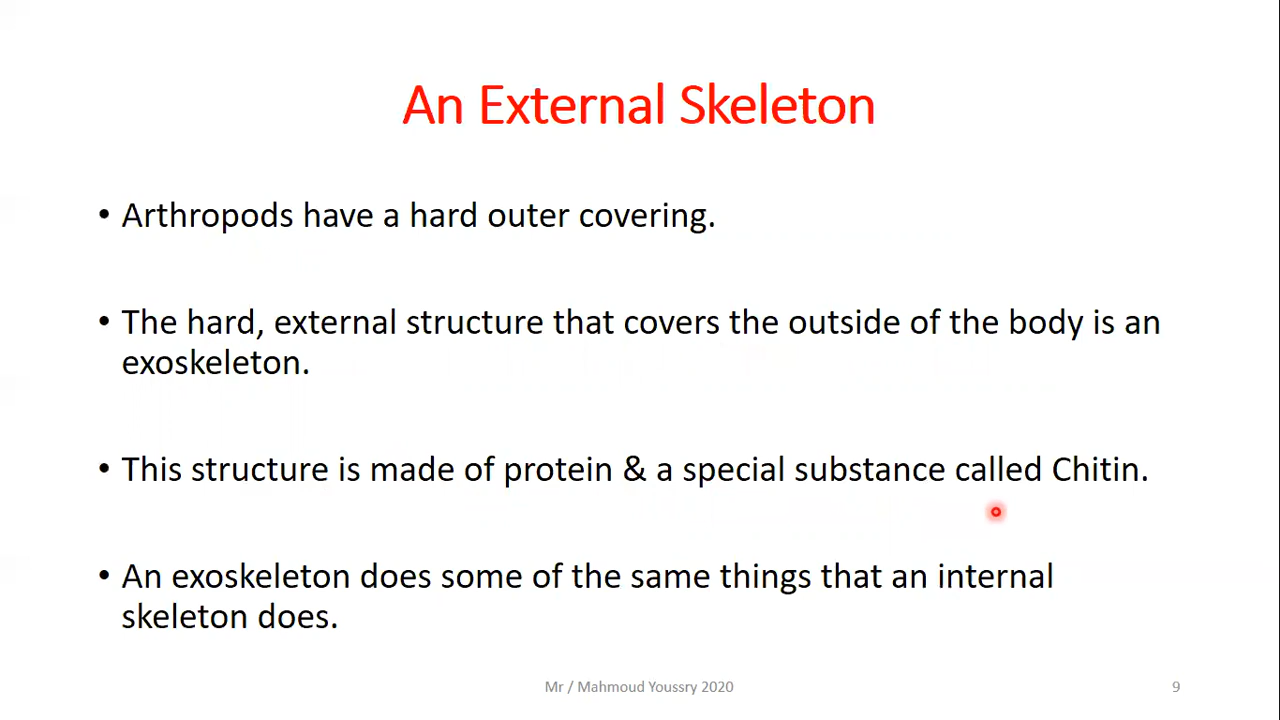 An External Skeleton
• Arthropods have a hard outer covering.
• The hard, external structure that covers the outside of the body is an
exoskeleton.
• This structure is made of protein & a special substance called Chitin.
• An exoskeleton does some of the same things that an internal
skeleton does.
Mr / Mahmoud Youssry 2020
9